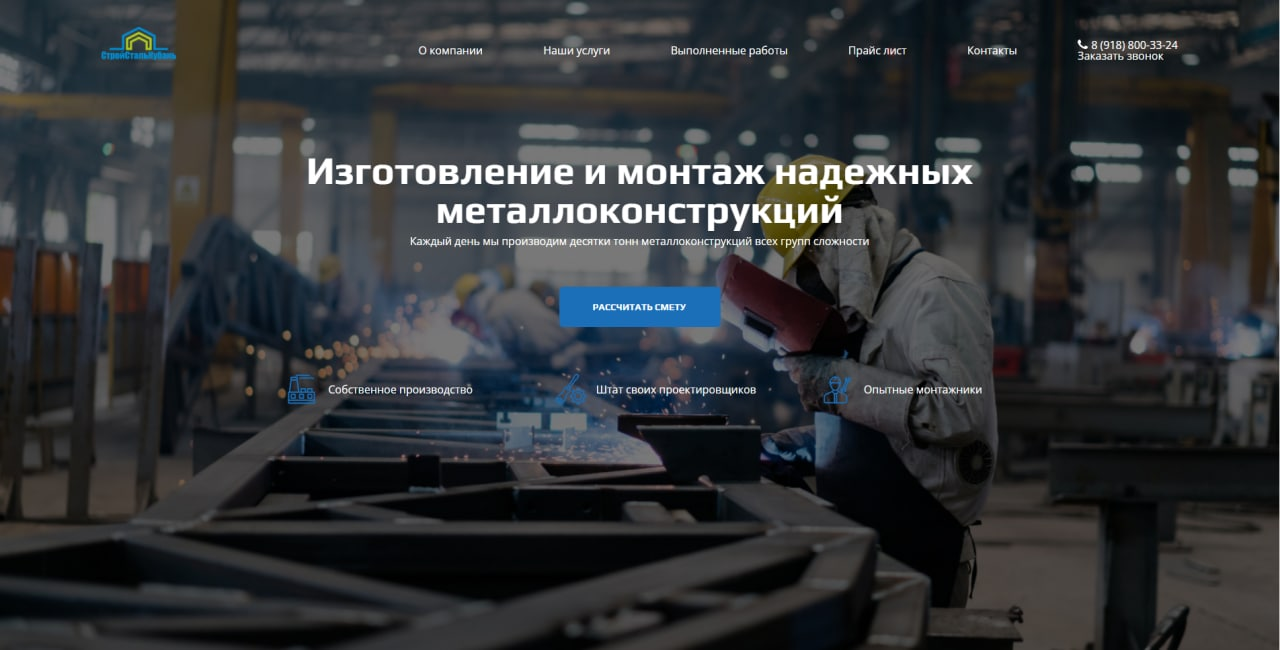 СтройСтальКубань
О компании
Наши услуги
Выполненные работы
Прайс лист
Контакты
8 (918) 800-33-24
Заказать звонок
Изготовление и монтаж надежных
металлоконструкций
Каждый день мы производим десятки тонн металлоконструкций всех групп сложности
РАССЧИТАТЬ СМЕТУ
Собственное производство
Штат своих проектировщиков
Опытные монтажники